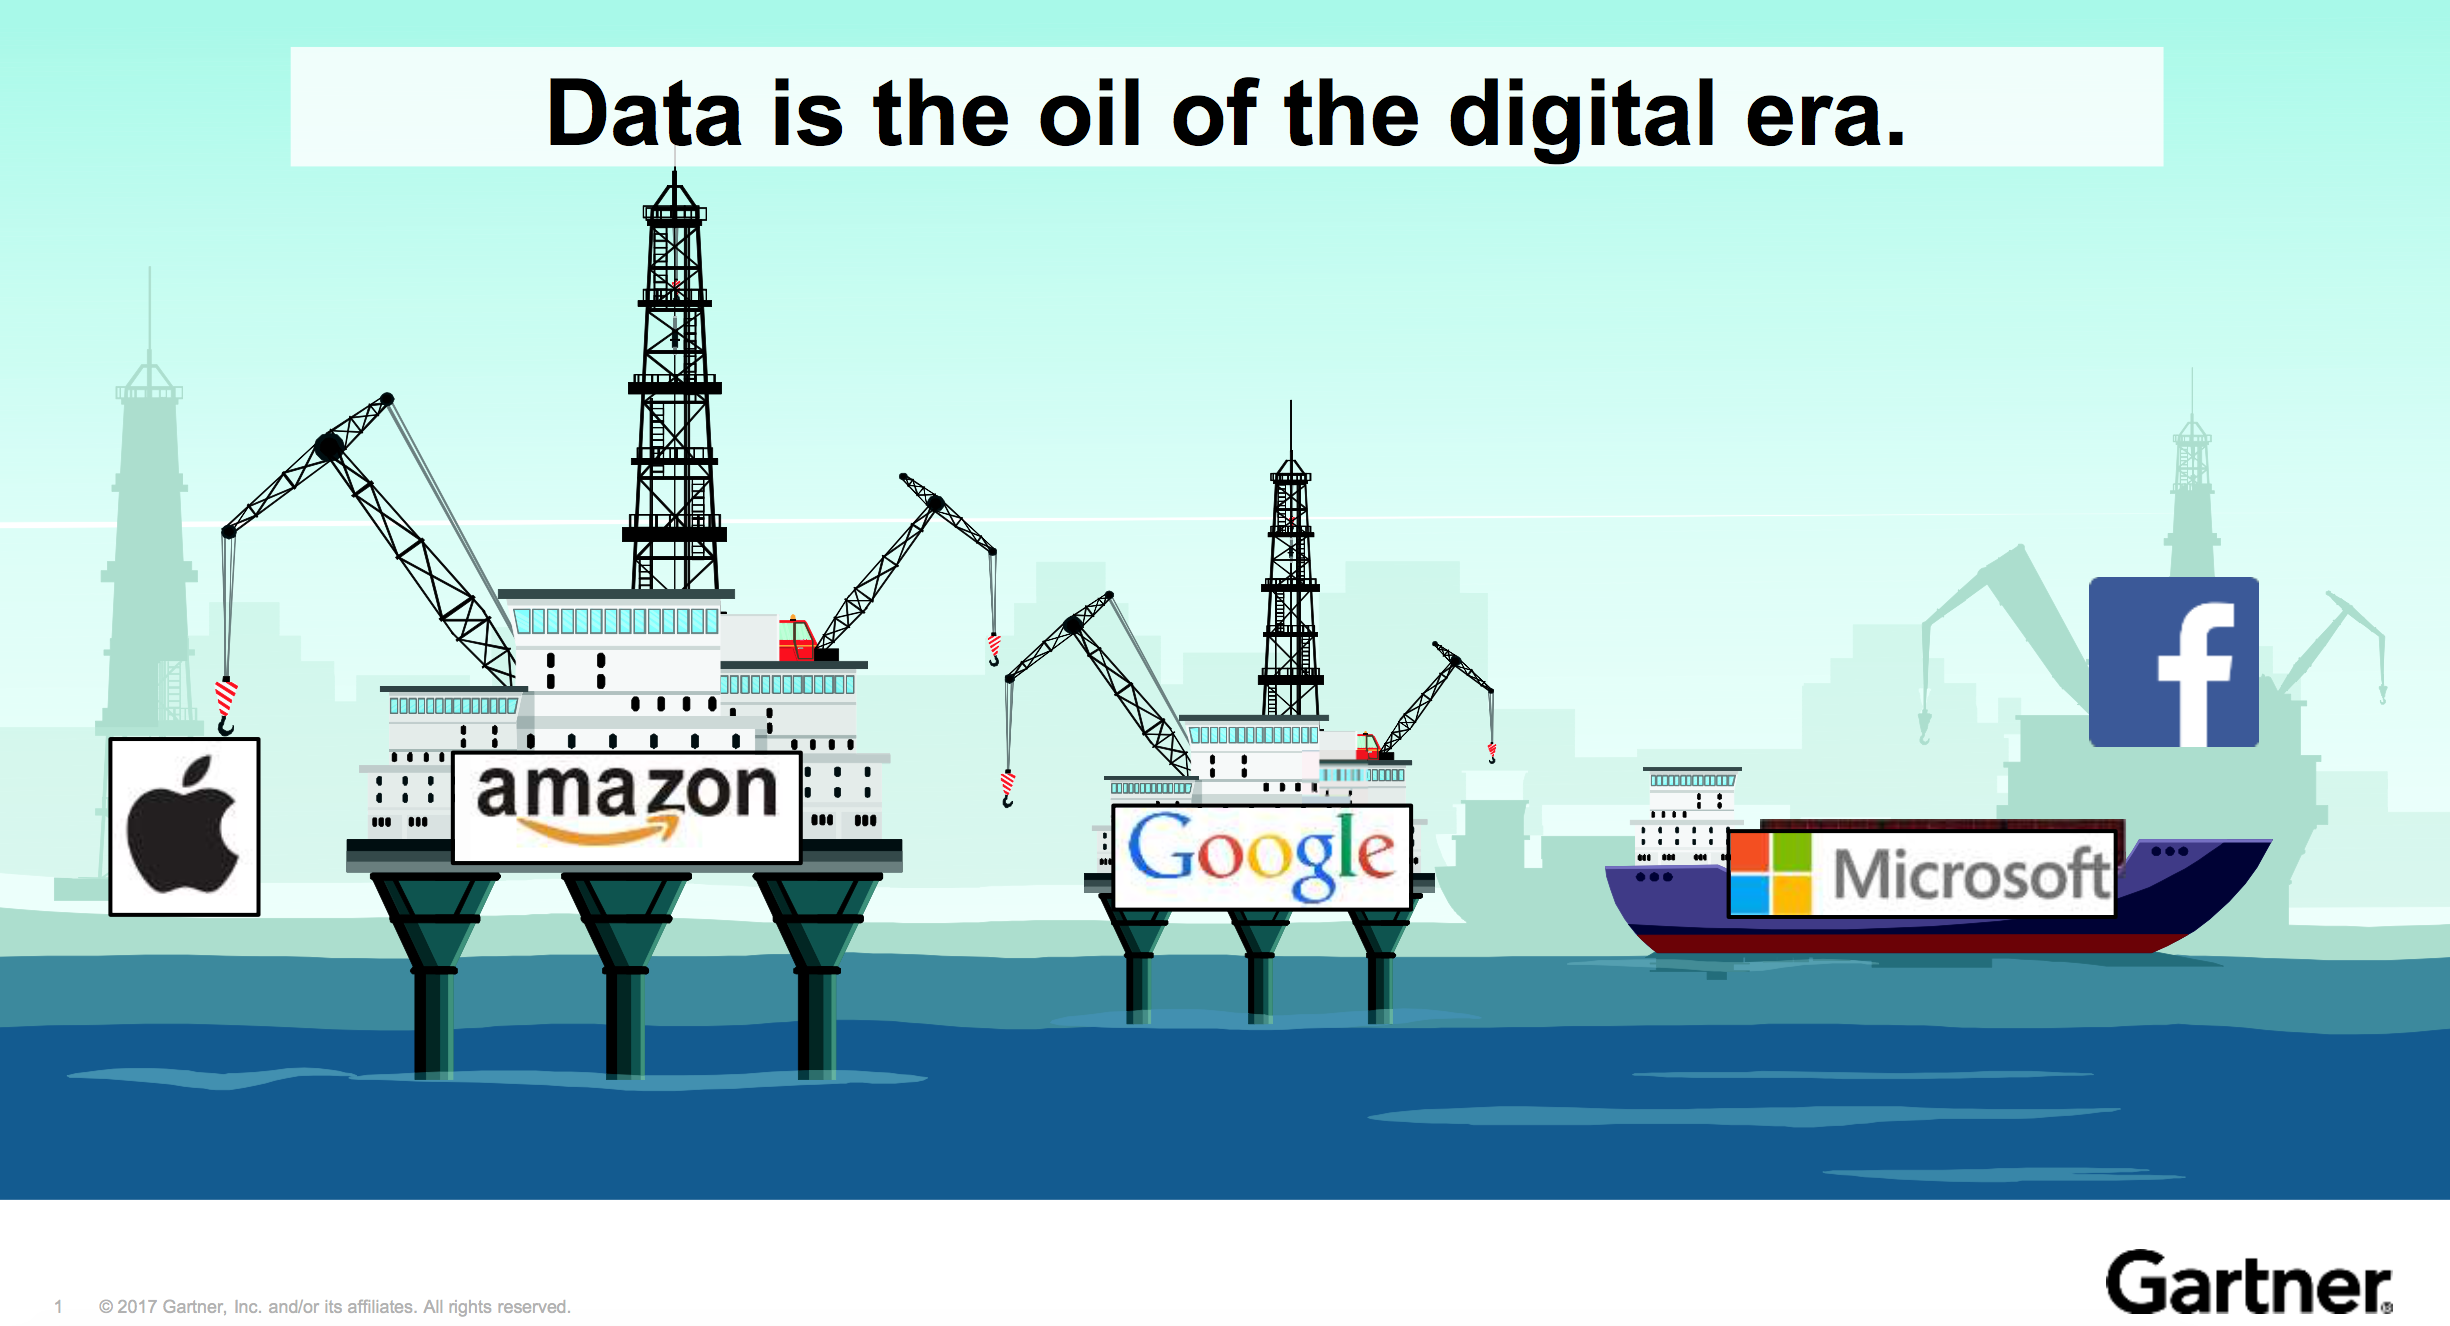 Data is the oil of the digital era.
amazon
Google
Microsoft
Gartner®
1 © 2017 Gartner, Inc. and/or its affiliates. All rights reserved.